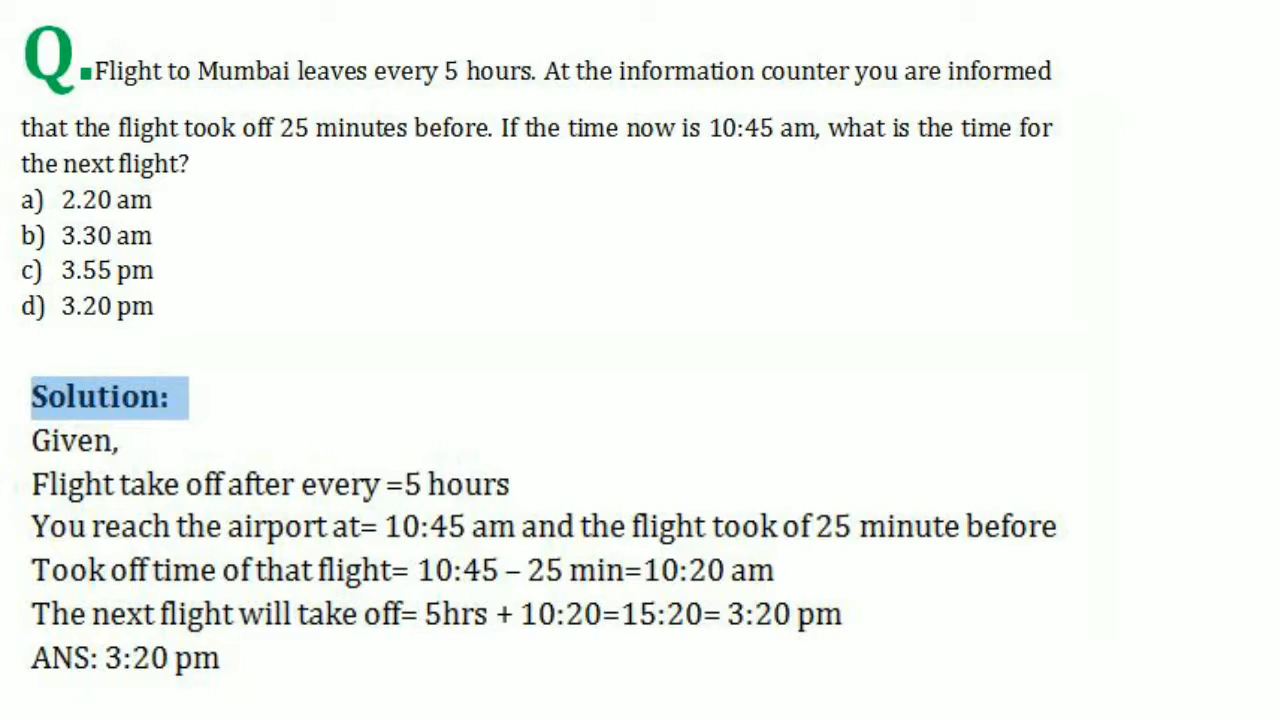 Q.Flight to Mumbai leaves every 5 hours. At the information counter you are informed
that the flight took off 25 minutes before. If the time now is 10:45 am, what is the time for
the next flight?
a) 2.20 am
b) 3.30 am
c) 3.55 pm
d) 3.20 pm
Solution:
Given,
Flight take off after every =5 hours
You reach the airport at= 10:45 am and the flight took of 25 minute before
Took off time of that flight= 10:45 – 25 min=10:20 am
The next flight will take off= 5hrs + 10:20=15:20= 3:20 pm
ANS: 3:20 pm